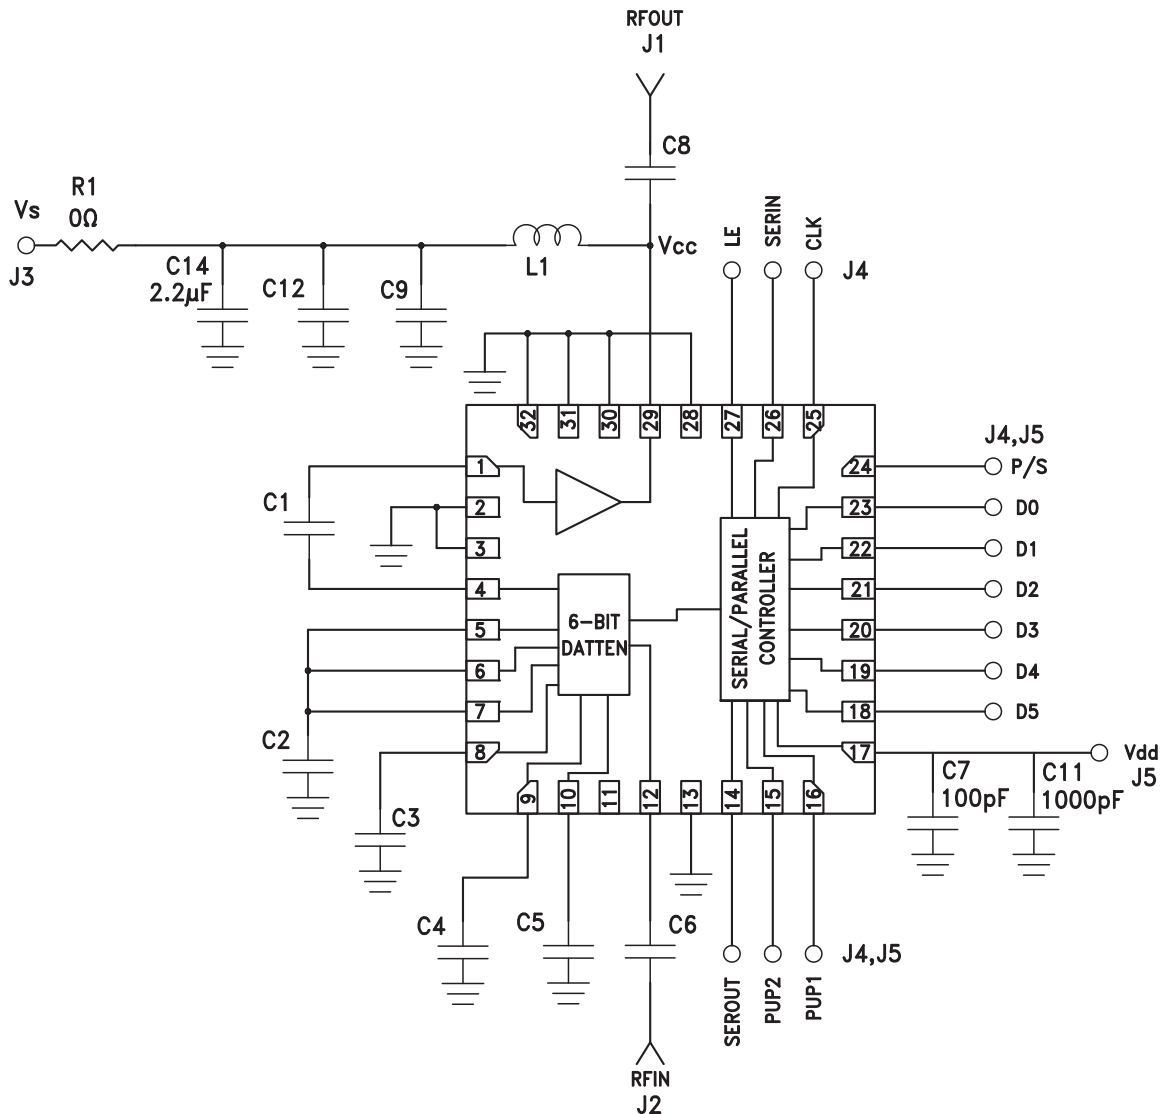 RFOUT
J1
C8
R1
0Ω
Vs
J3
C14
2.2μF
C12
C9
L1
Vcc
LE
SERIN
CLK
J4
32
31
30
29
28
27
26
25
J4,J5
1
24
P/S
C1
2
23
D0
3
22
D1
4
21
D2
6-BIT
DATTEN
SERIAL/PARALLEL
CONTROLLER
5
20
D3
6
19
D4
7
18
D5
C2
8
17
Vdd
J5
C7
100pF
C11
1000pF
9
10
11
12
13
14
15
16
C3
C4
C5
C6
J4,J5
SEROUT
PUP2
PUP1
RFIN
J2